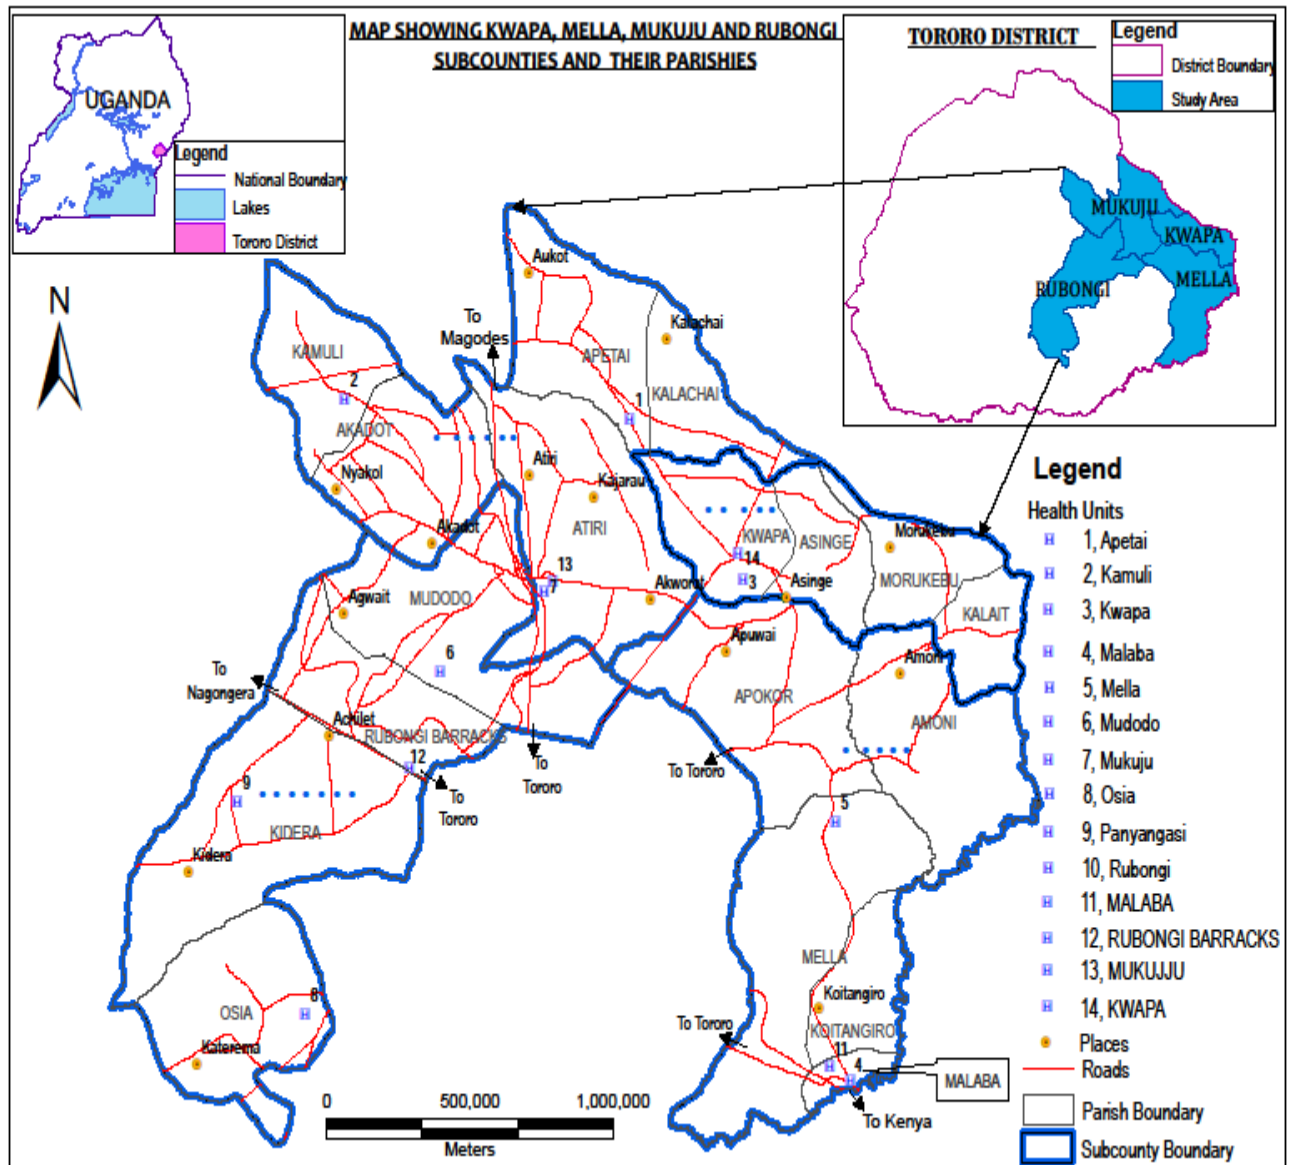 MAP SHOWING KWAPA, MELLA, MUKUJU AND RUBONGI
SUBCOUNTIES AND THEIR PARISHIES
UGANDA
Legend
National Boundary
Lakes
Tororo District
TORORO DISTRICT
Legend
District Boundary
Study Area
MUKUJU
KWAPA
MELLA
RUBONGI
N
Aukot
To
Magodes
Kalachai
KAMULI
APETAI
2
KALACHAI
1
AKADOT
Nyakol
Atiri
Kajarau
ATIRI
Akadot
KWAPA
ASINGE
Morukebu
14
3
Asinge
MORUKEBU
KALAIT
13
7
Akworot
MUDODO
Agwait
Apuwai
6
Amoni
To
Nagongera
APOKOR
AMONI
Achilet
RUBONGI BARRACKS
12
To
Tororo
To Tororo
To
Tororo
9
KIDERA
Kidera
5
MELLA
OSIA
8
Katerema
Koitangiro
KOITANGIRO
To Tororo
11
4
MALABA
To Kenya
0
500,000
1,000,000
Meters
Legend
Health Units
1, Apetai
2, Kamuli
3, Kwapa
4, Malaba
5, Mella
6, Mudodo
7, Mukuju
8, Osia
9, Panyangasi
10, Rubongi
11, MALABA
12, RUBONGI BARRACKS
13, MUKUJJU
14, KWAPA
Places
Roads
Parish Boundary
Subcounty Boundary